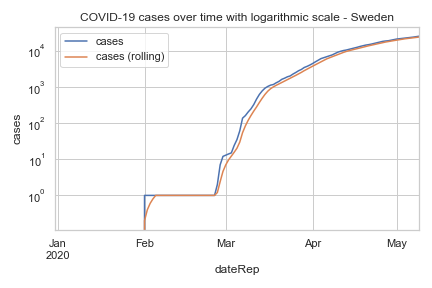 COVID-19 cases over time with logarithmic scale - Sweden
cases
cases (rolling)
10⁴
10³
10²
10¹
10⁰
cases
Jan
2020
Feb
Mar
Apr
May
dateRep